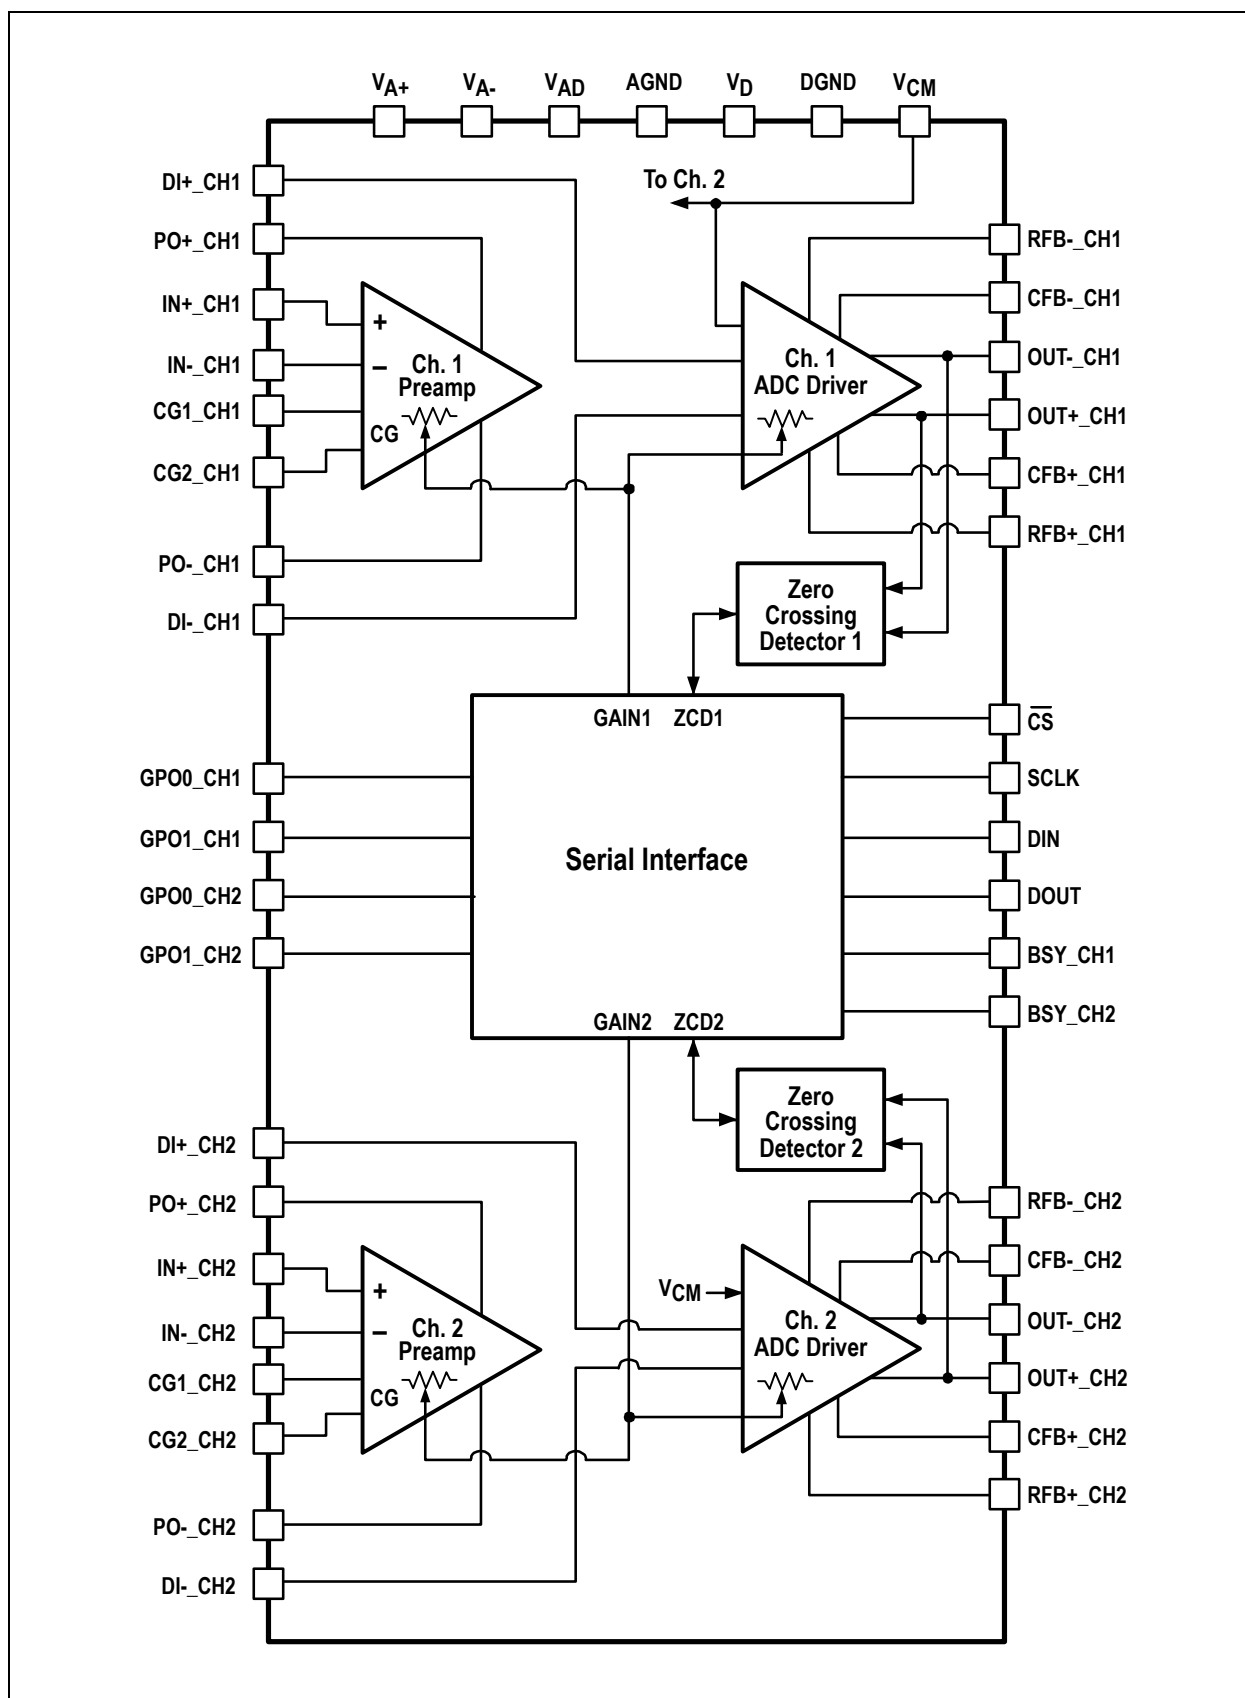 VA+ VA- VAD AGND VD DGND VCM
To Ch. 2
DI+_CH1
PO+_CH1
IN+_CH1
IN-_CH1
CG1_CH1
CG2_CH1
PO-_CH1
DI-_CH1
+
−
Ch. 1
Preamp
CG
Ch. 1
ADC Driver
RFB-_CH1
CFB-_CH1
OUT-_CH1
OUT+_CH1
CFB+_CH1
RFB+_CH1
Zero
Crossing
Detector 1
GAIN1 ZCD1
GPO0_CH1
GPO1_CH1
GPO0_CH2
GPO1_CH2
Serial Interface
CS
SCLK
DIN
DOUT
BSY_CH1
BSY_CH2
GAIN2 ZCD2
Zero
Crossing
Detector 2
DI+_CH2
PO+_CH2
IN+_CH2
IN-_CH2
CG1_CH2
CG2_CH2
PO-_CH2
DI-_CH2
+
−
Ch. 2
Preamp
CG
VCM
Ch. 2
ADC Driver
RFB-_CH2
CFB-_CH2
OUT-_CH2
OUT+_CH2
CFB+_CH2
RFB+_CH2